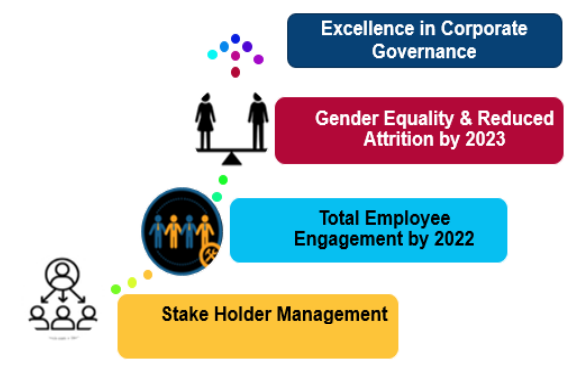 Excellence in Corporate
Governance
Gender Equality & Reduced
Attrition by 2023
Total Employee
Engagement by 2022
Stake Holder Management